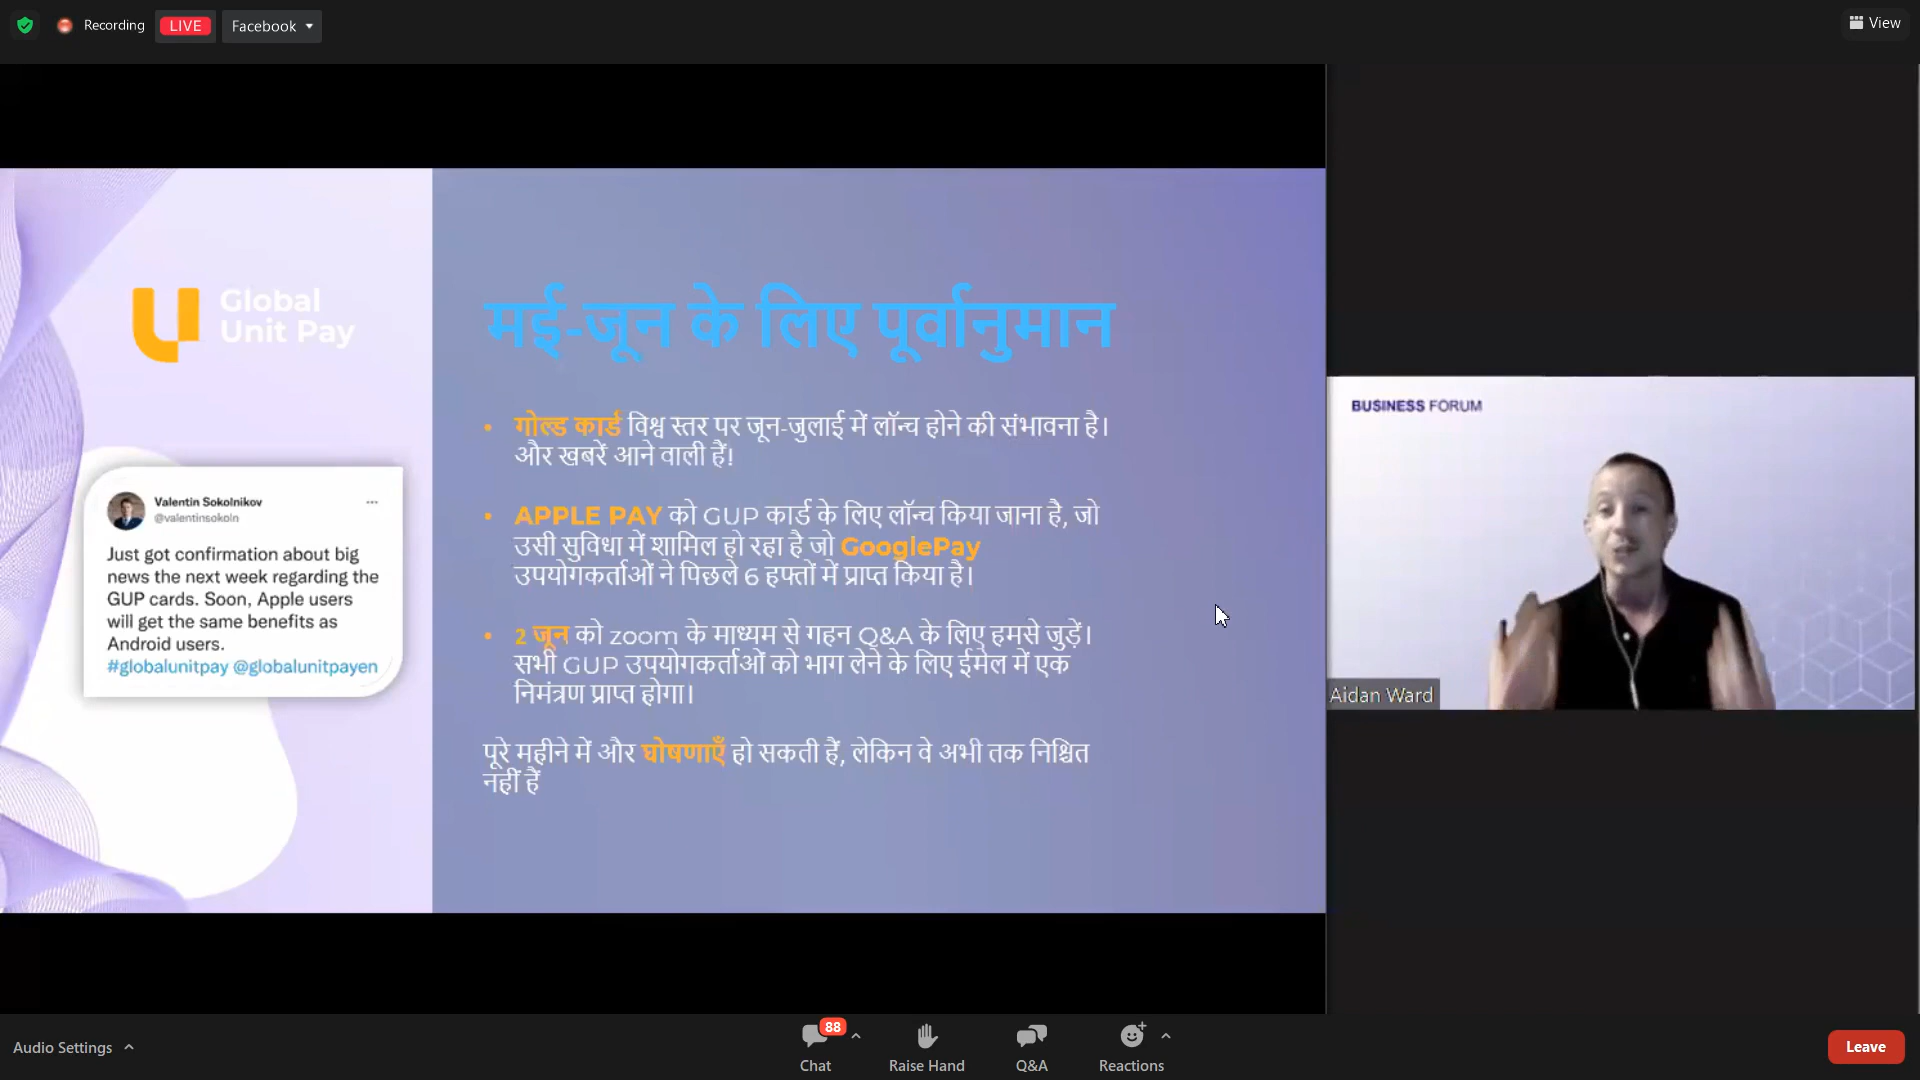 Recording
LIVE
Facebook
View
Global
Unit Pay
Valentin Sokolnikov
@valentinsokoln
Just got confirmation about big
news the next week regarding the
GUP cards. Soon, Apple users
will get the same benefits as
Android users.
#globalunitpay @globalunitpayen
मई-जून के लिए पूर्वानुमान
• गोल्ड कार्ड विश्व स्तर पर जून-जुलाई में लॉन्च होने की संभावना है।
और खबरें आने वाली हैं!
• APPLE PAY को GUP कार्ड के लिए लॉन्च किया जाना है, जो
उसी सुविधा में शामिल हो रहा है जो GooglePay
उपयोगकर्ताओं ने पिछले 6 हफ्तों में प्राप्त किया है।
• 2 जून को zoom के माध्यम से गहन Q&A के लिए हमसे जुड़ें।
सभी GUP उपयोगकर्ताओं को भाग लेने के लिए ईमेल में एक
निमंत्रण प्राप्त होगा।
पूरे महीने में और घोषणाएँ हो सकती हैं, लेकिन वे अभी तक निश्चित
नहीं हैं
BUSINESS FORUM
Aidan Ward
Audio Settings
88
Chat
Raise Hand
Q&A
Reactions
Leave